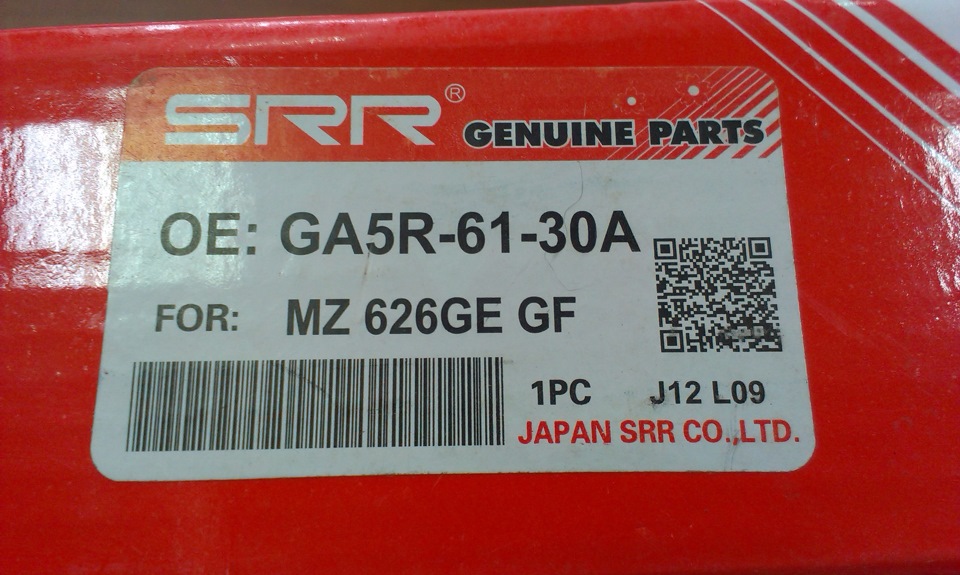 SRR® GENUINE PARTS
OE: GA5R-61-30A
FOR: MZ 626GE GF
1PC J12 L09
JAPAN SRR CO.,LTD.